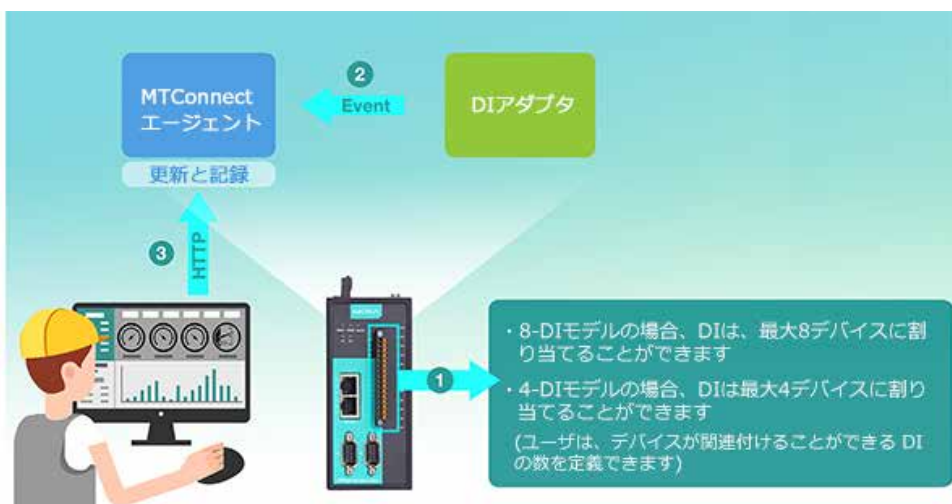 MTConnect
エージェント
更新と記録
2
Event
DIアダプタ
3
HTTP
1
・8-DIモデルの場合、DIは、最大8デバイスに割
り当てることができます
・4-DIモデルの場合、DIは最大4デバイスに割り
当てることができます
(ユーザは、デバイスが関連付けることができる DI
の数を定義できます)